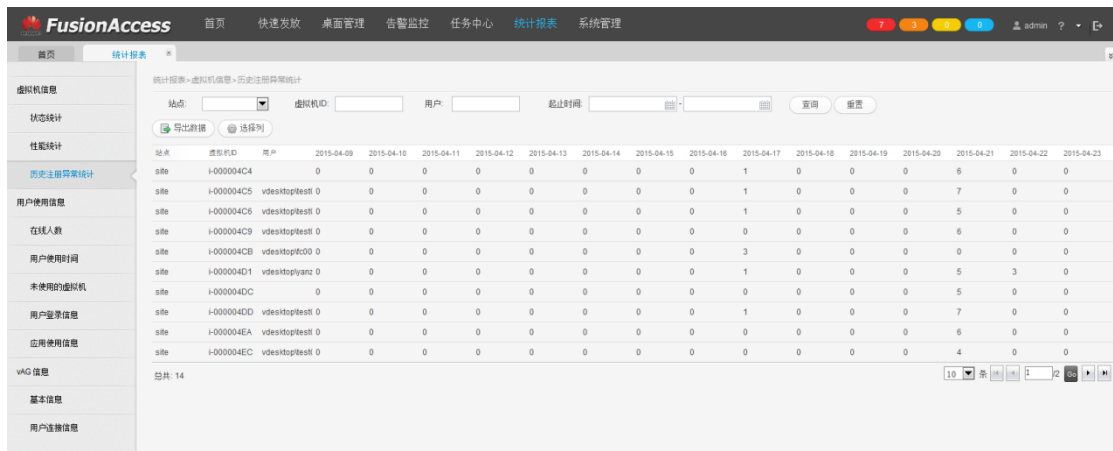 FusionAccess 首页 快速发放 桌面管理 告警监控 任务中心 统计报表 系统管理 7 3 0 0 admin ?
首页 统计报表
统计报表>虚拟机信息>历史注册异常统计
虚拟机信息
状态统计
性能统计
历史注册异常统计
用户使用信息
在线人数
用户使用时间
未使用的虚拟机
用户登录信息
应用使用信息
vAG 信息
基本信息
用户连接信息
站点: 虚拟机ID: 用户: 起止时间: - 查询 重置
导出数据 选择列
站点 虚拟机ID 用户 2015-04-09 2015-04-10 2015-04-11 2015-04-12 2015-04-13 2015-04-14 2015-04-15 2015-04-16 2015-04-17 2015-04-18 2015-04-19 2015-04-20 2015-04-21 2015-04-22 2015-04-23
site i-000004C4 0 0 0 0 0 0 0 0 1 0 0 0 6 0 0
site i-000004C5 vdesktop\test 0 0 0 0 0 0 0 0 1 0 0 0 7 0 0
site i-000004C6 vdesktop\test 0 0 0 0 0 0 0 0 1 0 0 0 5 0 0
site i-000004C9 vdesktop\test 0 0 0 0 0 0 0 0 0 0 0 0 6 0 0
site i-000004CB vdesktop\fc00 0 0 0 0 0 0 0 0 3 0 0 0 0 0 0
site i-000004D1 vdesktop\yanz 0 0 0 0 0 0 0 0 1 0 0 0 5 3 0
site i-000004DC 0 0 0 0 0 0 0 0 0 0 0 0 5 0 0
site i-000004DD vdesktop\test 0 0 0 0 0 0 0 0 1 0 0 0 7 0 0
site i-000004EA vdesktop\test 0 0 0 0 0 0 0 0 0 0 0 0 6 0 0
site i-000004EC vdesktop\test 0 0 0 0 0 0 0 0 0 0 0 0 4 0 0
总共: 14 10 条 1 /2 Go